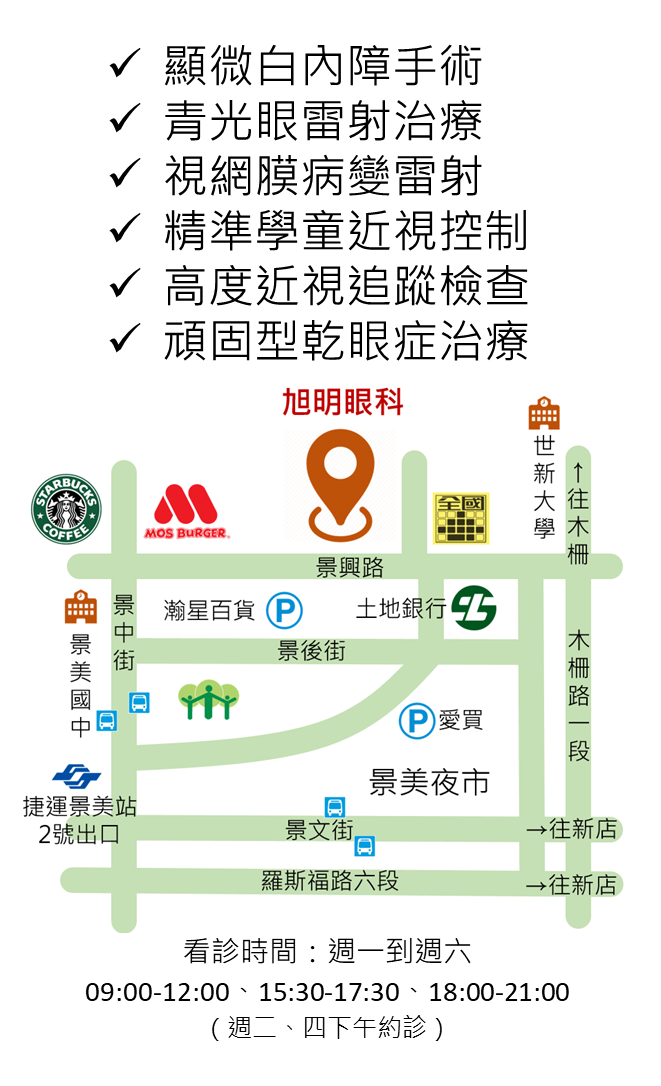 ✓ 顯微白內障手術
✓ 青光眼雷射治療
✓ 視網膜病變雷射
✓ 精準學童近視控制
✓ 高度近視追蹤檢查
✓ 頑固型乾眼症治療
旭明眼科
世新大學
↑往木柵
STARBUCKS COFFEE
MOS BURGER
全國
景興路
景中街
瀚星百貨
P
土地銀行
景美國中
景後街
木柵路一段
P
愛買
景美夜市
捷運景美站
2號出口
景文街
→往新店
羅斯福路六段
→往新店
看診時間：週一到週六
09:00-12:00、15:30-17:30、18:00-21:00
（週二、四下午約診）